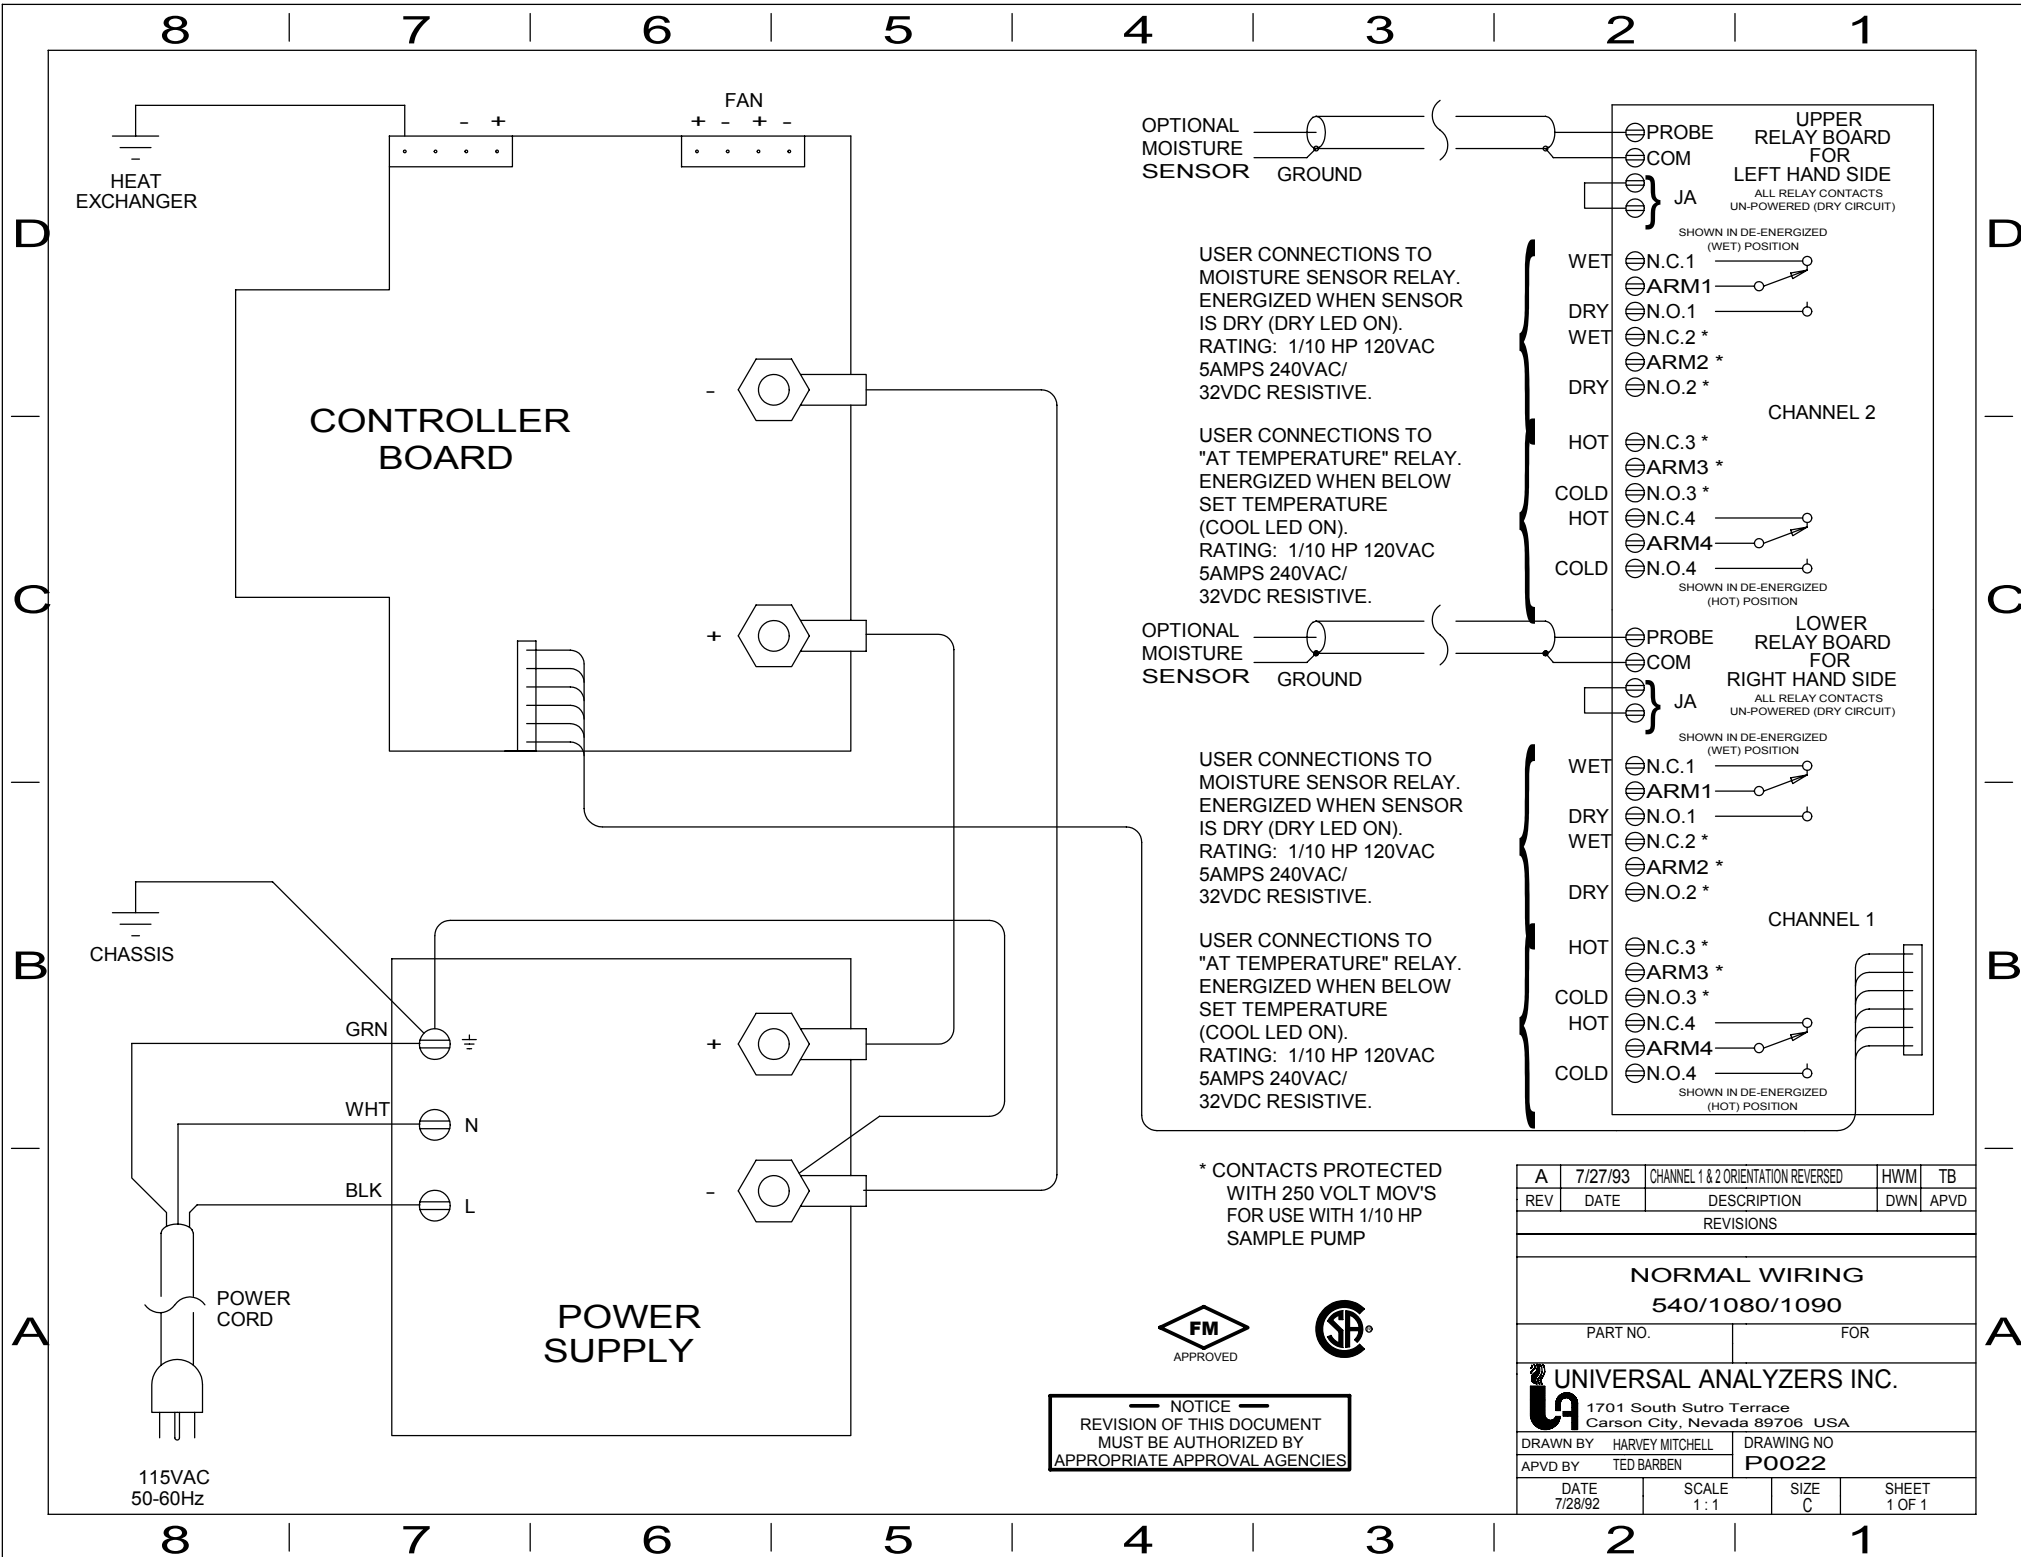 8 7 6 5 4 3 2 1
D
C
B
A
HEAT
EXCHANGER
- +
FAN
+ - + -
CONTROLLER
BOARD
-
+
CHASSIS
GRN
WHT
N
BLK
L
+
-
POWER
CORD
POWER
SUPPLY
115VAC
50-60Hz
OPTIONAL
MOISTURE
SENSOR
GROUND
PROBE
COM
JA
UPPER
RELAY BOARD
FOR
LEFT HAND SIDE
ALL RELAY CONTACTS
UN-POWERED (DRY CIRCUIT)
SHOWN IN DE-ENERGIZED
(WET) POSITION
USER CONNECTIONS TO
MOISTURE SENSOR RELAY.
ENERGIZED WHEN SENSOR
IS DRY (DRY LED ON).
RATING: 1/10 HP 120VAC
5AMPS 240VAC/
32VDC RESISTIVE.
WET N.C.1
ARM1
DRY N.O.1
WET N.C.2 *
ARM2 *
DRY N.O.2 *
CHANNEL 2
USER CONNECTIONS TO
"AT TEMPERATURE" RELAY.
ENERGIZED WHEN BELOW
SET TEMPERATURE
(COOL LED ON).
RATING: 1/10 HP 120VAC
5AMPS 240VAC/
32VDC RESISTIVE.
HOT N.C.3 *
ARM3 *
COLD N.O.3 *
HOT N.C.4
ARM4
COLD N.O.4
SHOWN IN DE-ENERGIZED
(HOT) POSITION
OPTIONAL
MOISTURE
SENSOR
GROUND
PROBE
COM
JA
LOWER
RELAY BOARD
FOR
RIGHT HAND SIDE
ALL RELAY CONTACTS
UN-POWERED (DRY CIRCUIT)
SHOWN IN DE-ENERGIZED
(WET) POSITION
USER CONNECTIONS TO
MOISTURE SENSOR RELAY.
ENERGIZED WHEN SENSOR
IS DRY (DRY LED ON).
RATING: 1/10 HP 120VAC
5AMPS 240VAC/
32VDC RESISTIVE.
WET N.C.1
ARM1
DRY N.O.1
WET N.C.2 *
ARM2 *
DRY N.O.2 *
CHANNEL 1
USER CONNECTIONS TO
"AT TEMPERATURE" RELAY.
ENERGIZED WHEN BELOW
SET TEMPERATURE
(COOL LED ON).
RATING: 1/10 HP 120VAC
5AMPS 240VAC/
32VDC RESISTIVE.
HOT N.C.3 *
ARM3 *
COLD N.O.3 *
HOT N.C.4
ARM4
COLD N.O.4
SHOWN IN DE-ENERGIZED
(HOT) POSITION
* CONTACTS PROTECTED
WITH 250 VOLT MOV'S
FOR USE WITH 1/10 HP
SAMPLE PUMP
FM
APPROVED
SA ®
NOTICE
REVISION OF THIS DOCUMENT
MUST BE AUTHORIZED BY
APPROPRIATE APPROVAL AGENCIES
A 7/27/93 CHANNEL 1 & 2 ORIENTATION REVERSED HWM TB
REV DATE DESCRIPTION DWN APVD
REVISIONS
NORMAL WIRING
540/1080/1090
PART NO. FOR
UA UNIVERSAL ANALYZERS INC.
1701 South Sutro Terrace
Carson City, Nevada 89706 USA
DRAWN BY HARVEY MITCHELL
APVD BY TED BARBEN
DRAWING NO
P0022
DATE
7/28/92
SCALE
1 : 1
SIZE
C
SHEET
1 OF 1
D
C
B
A
8 7 6 5 4 3 2 1